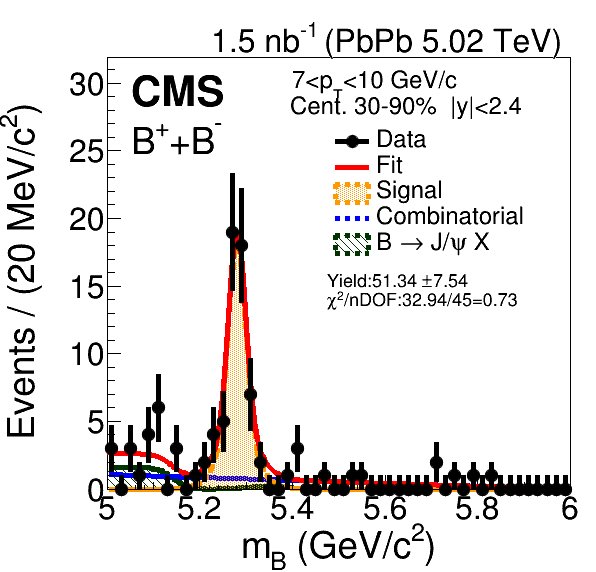 1.5 nb⁻¹ (PbPb 5.02 TeV)
CMS
B⁺+B⁻
7<p_T<10 GeV/c
Cent. 30-90% |y|<2.4
Data
Fit
Signal
Combinatorial
B → J/ψ X
Yield:51.34 ±7.54
χ²/nDOF:32.94/45=0.73
Events / (20 MeV/c²)
30
25
20
15
10
5
0
5 5.2 5.4 5.6 5.8 6
m_B (GeV/c²)